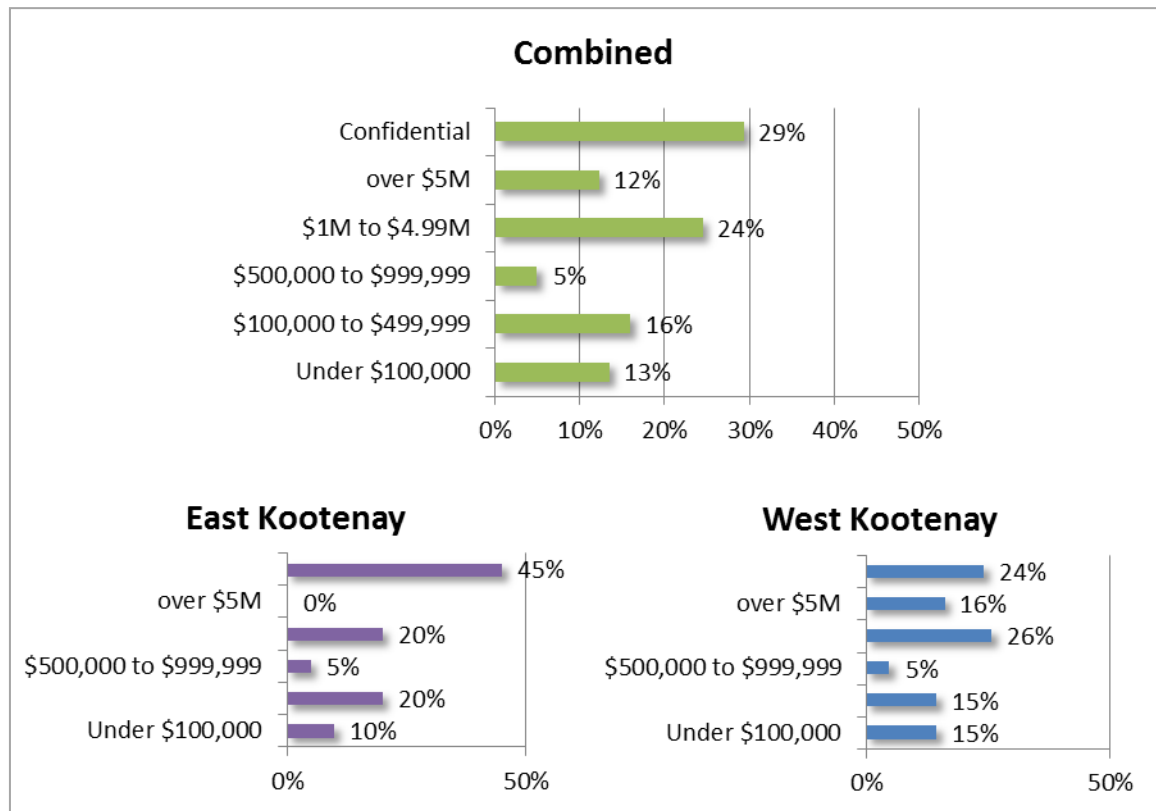 Combined
Confidential 29%
over $5M 12%
$1M to $4.99M 24%
$500,000 to $999,999 5%
$100,000 to $499,999 16%
Under $100,000 13%
0% 10% 20% 30% 40% 50%
East Kootenay
45%
over $5M 0%
20%
$500,000 to $999,999 5%
20%
Under $100,000 10%
0% 50%
West Kootenay
24%
over $5M 16%
26%
$500,000 to $999,999 5%
15%
Under $100,000 15%
0% 50%